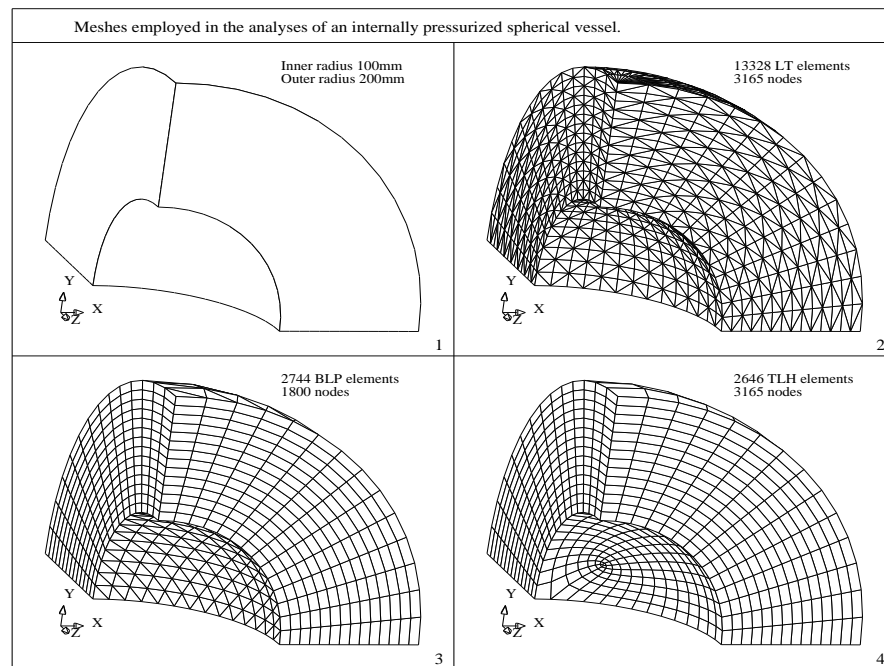 Meshes employed in the analyses of an internally pressurized spherical vessel.
Inner radius 100mm
Outer radius 200mm
Y
X
Z
1
13328 LT elements
3165 nodes
Y
X
Z
2
2744 BLP elements
1800 nodes
Y
X
Z
3
2646 TLH elements
3165 nodes
Y
X
Z
4